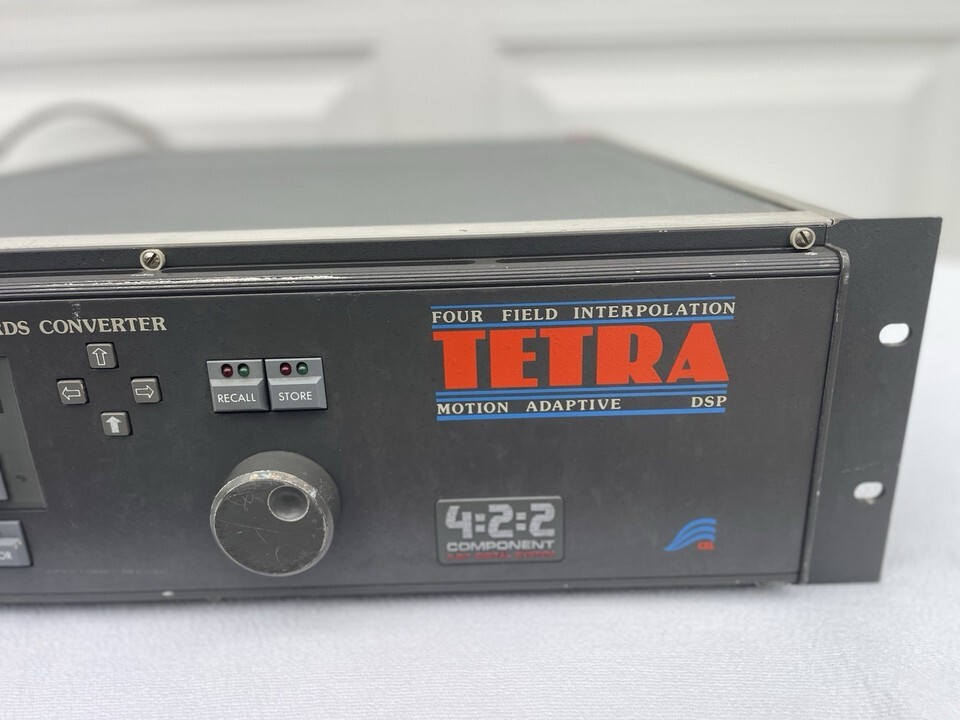 RDS CONVERTER
RECALL
STORE
FOUR FIELD INTERPOLATION
TETRA
MOTION ADAPTIVE DSP
4:2:2
COMPONENT